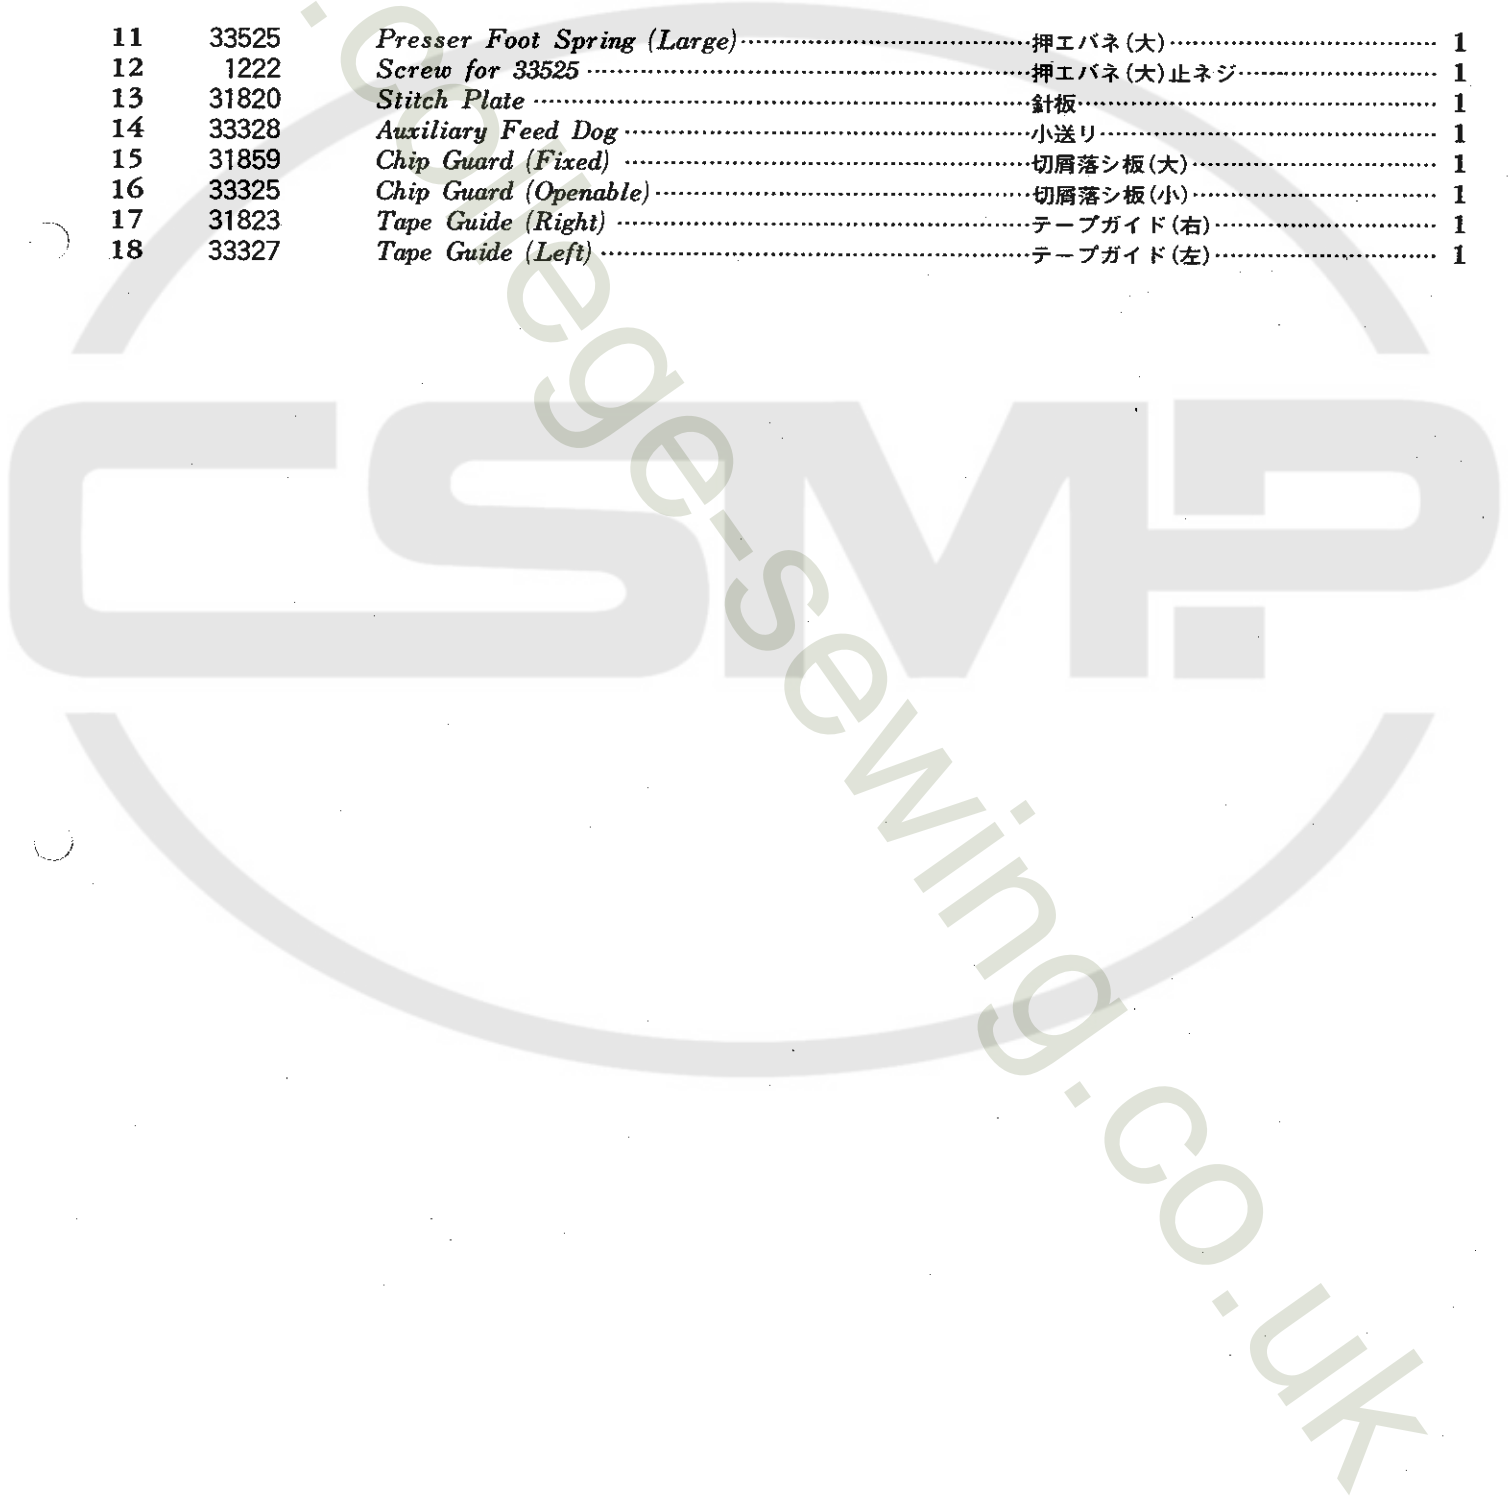 11 33525 Presser Foot Spring (Large) 押エバネ(大) 1
12 1222 Screw for 33525 押エバネ(大)止ネジ 1
13 31820 Stitch Plate 針板 1
14 33328 Auxiliary Feed Dog 小送リ 1
15 31859 Chip Guard (Fixed) 切屑落シ板(大) 1
16 33325 Chip Guard (Openable) 切屑落シ板(小) 1
17 31823 Tape Guide (Right) テープガイド(右) 1
18 33327 Tape Guide (Left) テープガイド(左) 1
CSMP
.college-sewing.co.uk